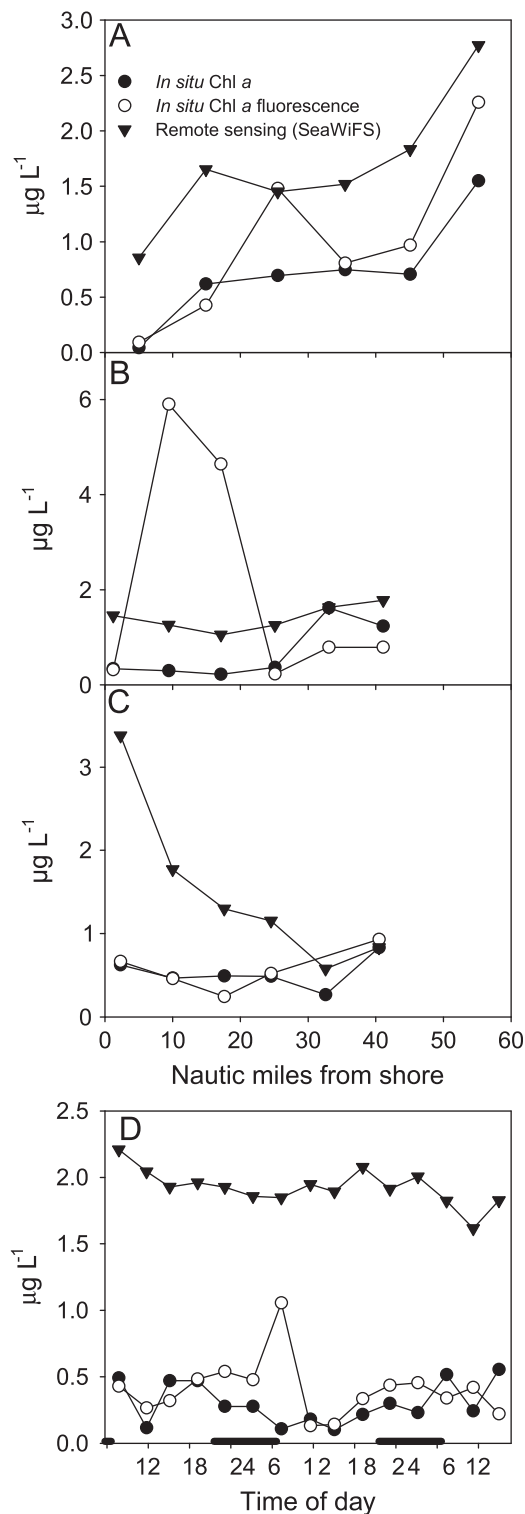 A
In situ Chl a
In situ Chl a fluorescence
Remote sensing (SeaWiFS)
µg L-1
3.0
2.5
2.0
1.5
1.0
0.5
0.0
B
µg L-1
6
4
2
0
C
µg L-1
3
2
1
0
0 10 20 30 40 50 60
Nautic miles from shore
D
µg L-1
2.5
2.0
1.5
1.0
0.5
0.0
12 18 24 6 12 1 8 24 6 12
Time of day